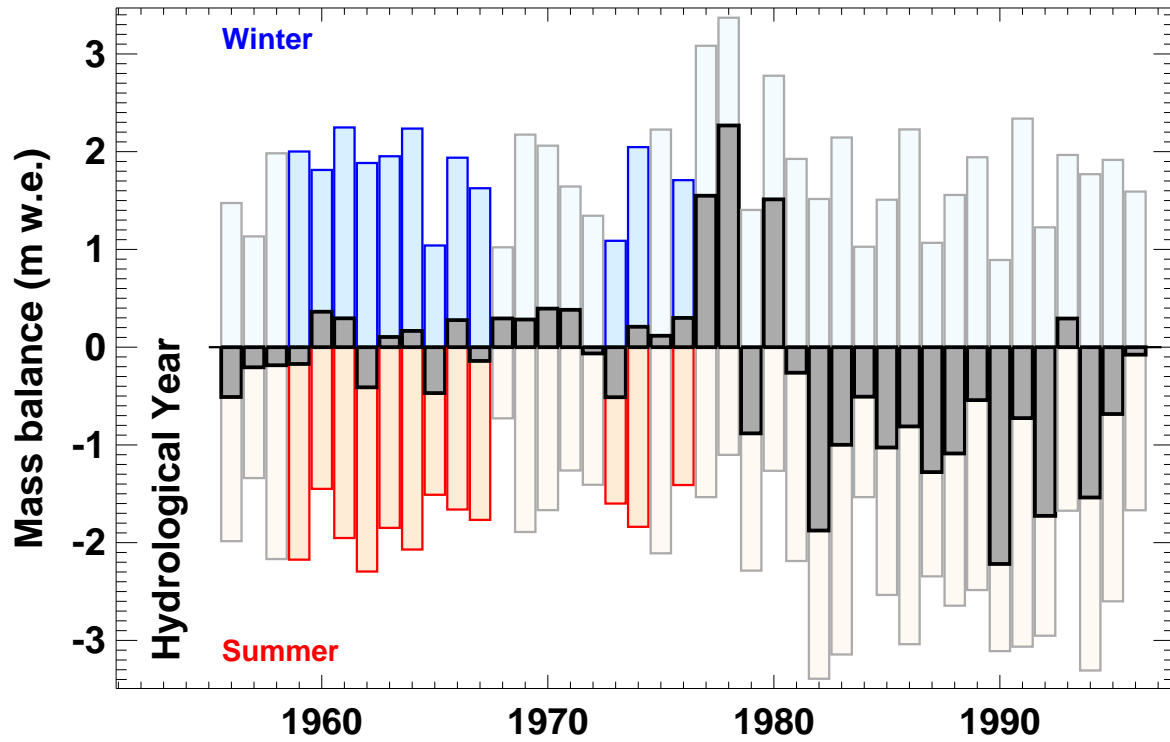 Winter
Mass balance (m w.e.)
3
2
1
0
-1
-2
-3
Hydrological Year
Summer
1960 1970 1980 1990